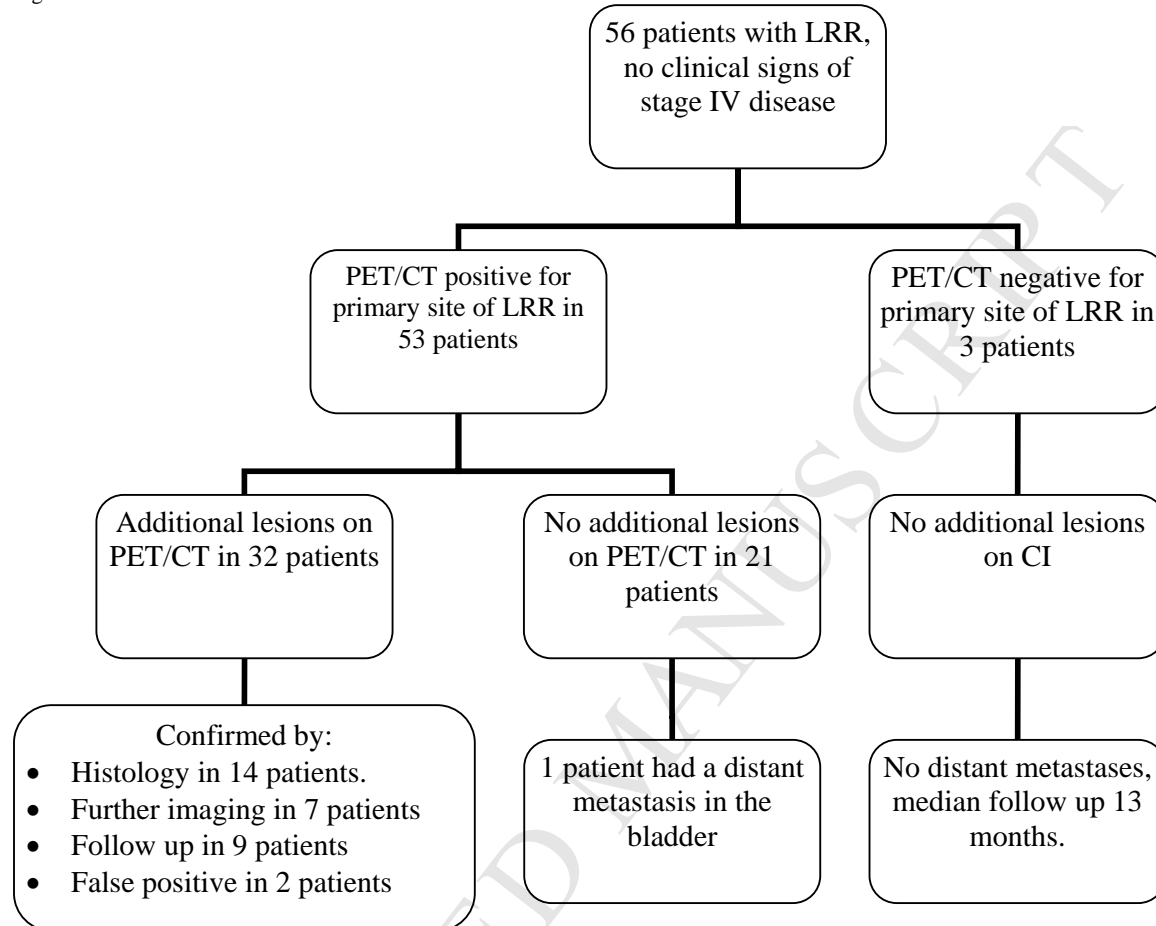 56 patients with LRR,
no clinical signs of
stage IV disease
PET/CT positive for
primary site of LRR in
53 patients
PET/CT negative for
primary site of LRR in
3 patients
Additional lesions on
PET/CT in 32 patients
No additional lesions
on PET/CT in 21
patients
No additional lesions
on CI
Confirmed by:
• Histology in 14 patients.
• Further imaging in 7 patients
• Follow up in 9 patients
• False positive in 2 patients
1 patient had a distant
metastasis in the
bladder
No distant metastases,
median follow up 13
months.
ED MANUSCRIPT